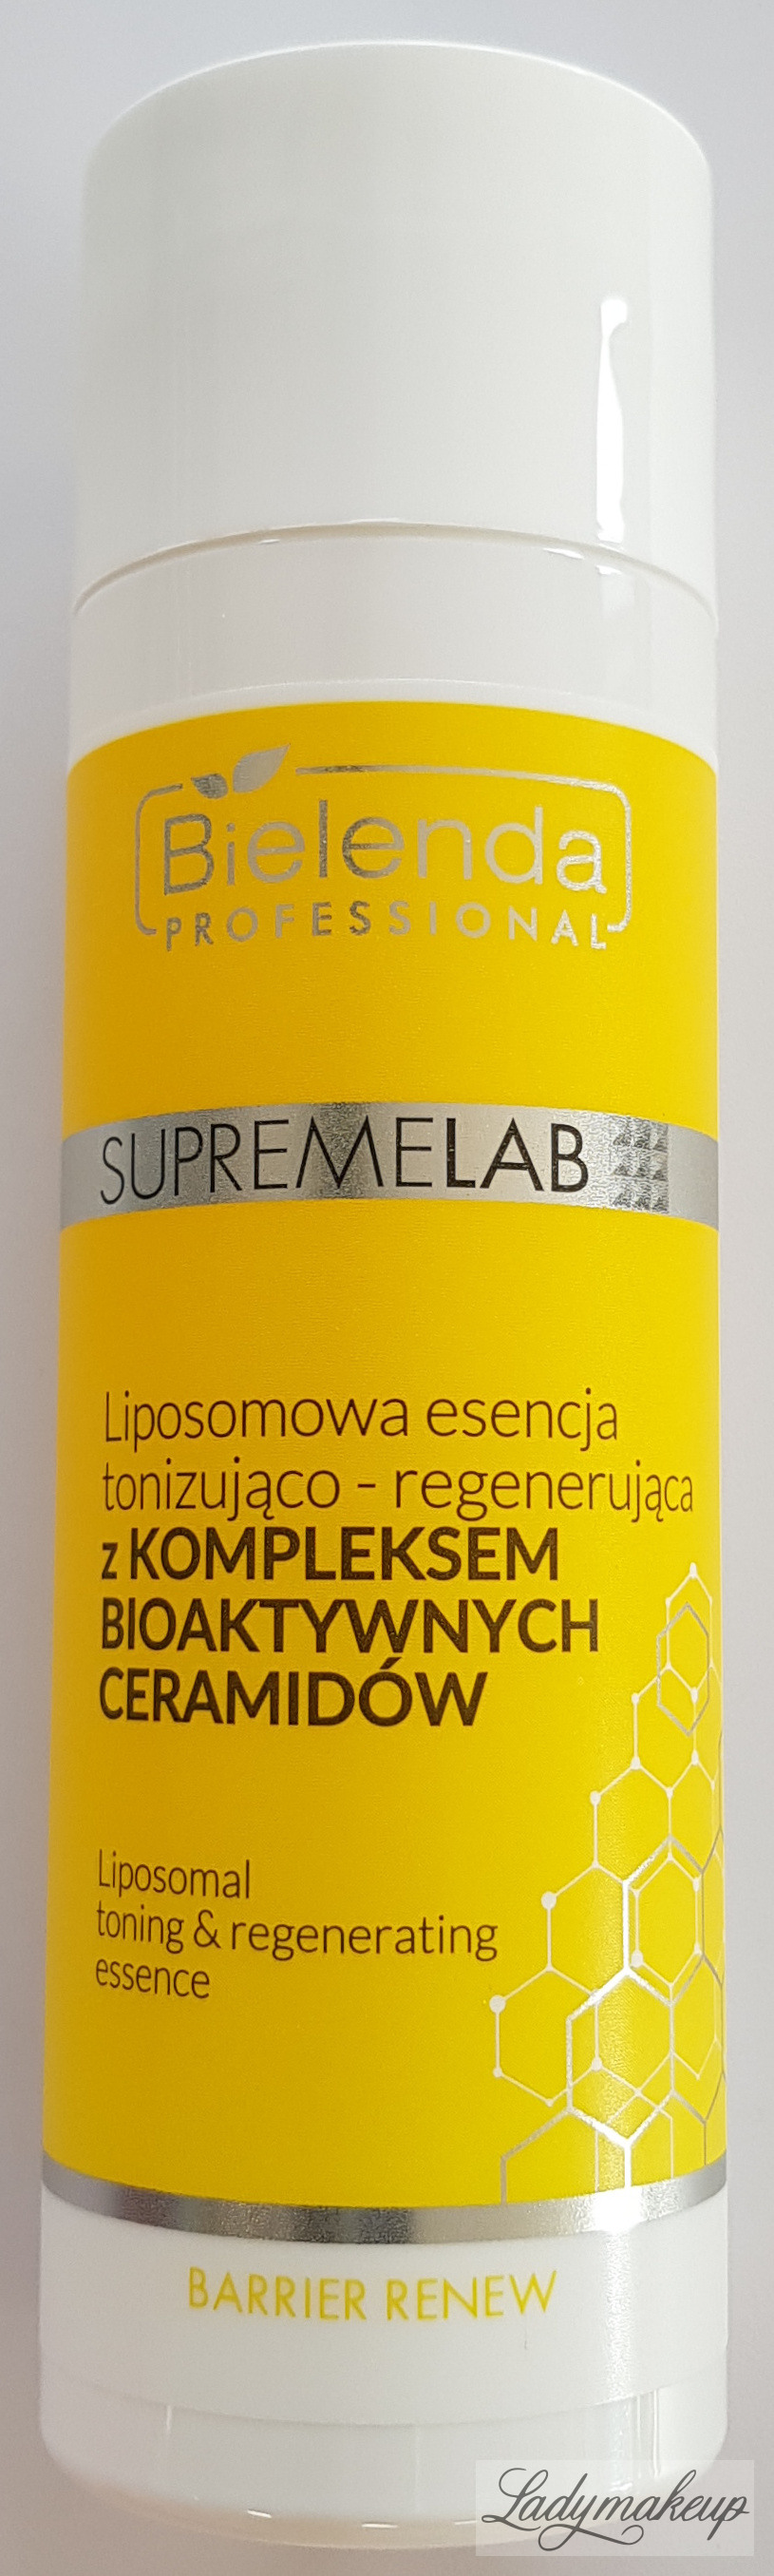 Bielenda
PROFESSIONAL
SUPREMELAB
Liposomowa esencja
tonizująco - regenerująca
z KOMPLEKSEM
BIOAKTYWNYCH
CERAMIDÓW
Liposomal
toning & regenerating
essence
BARRIER RENEW
Ladymakeup